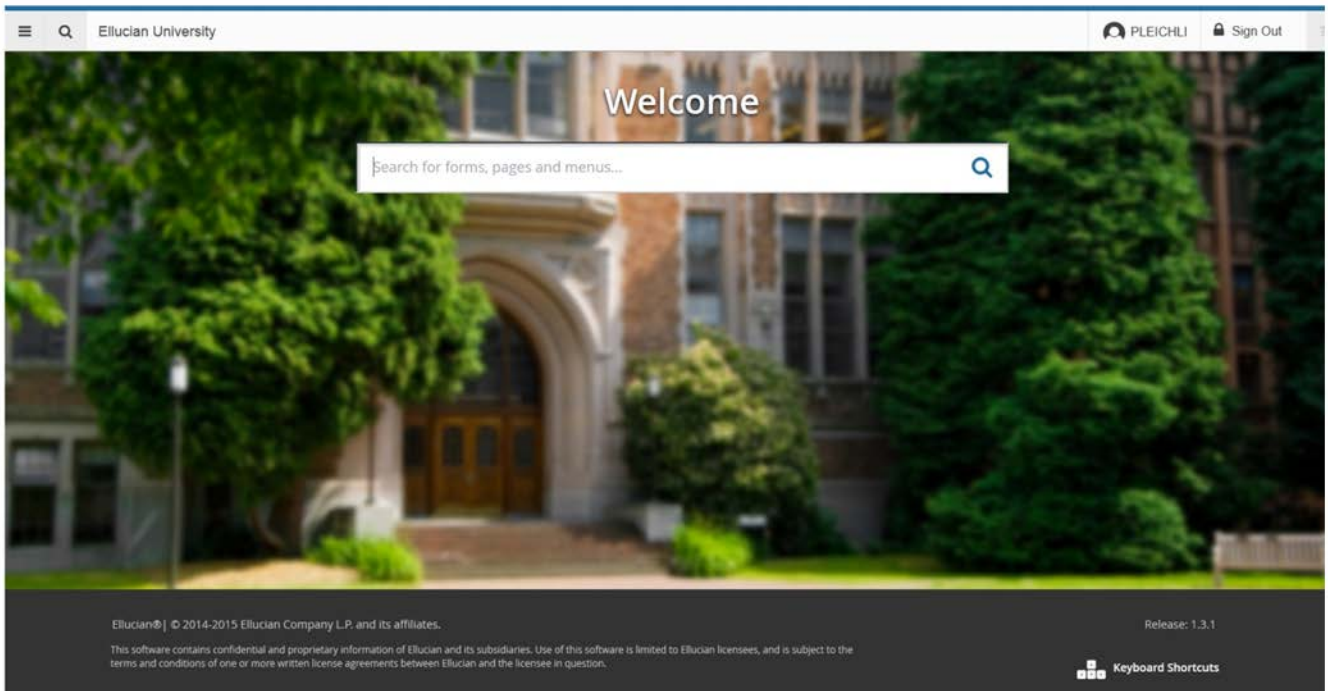 Ellucian University
PLEICHLI
Sign Out
Welcome
Search for forms, pages and menus...
Ellucian®| © 2014-2015 Ellucian Company L.P. and its affiliates.
Release: 1.3.1
This software contains confidential and proprietary information of Ellucian and its subsidiaries. Use of this software is limited to Ellucian licensees, and is subject to the
terms and conditions of one or more written license agreements between Ellucian and the licensee in question.
Keyboard Shortcuts